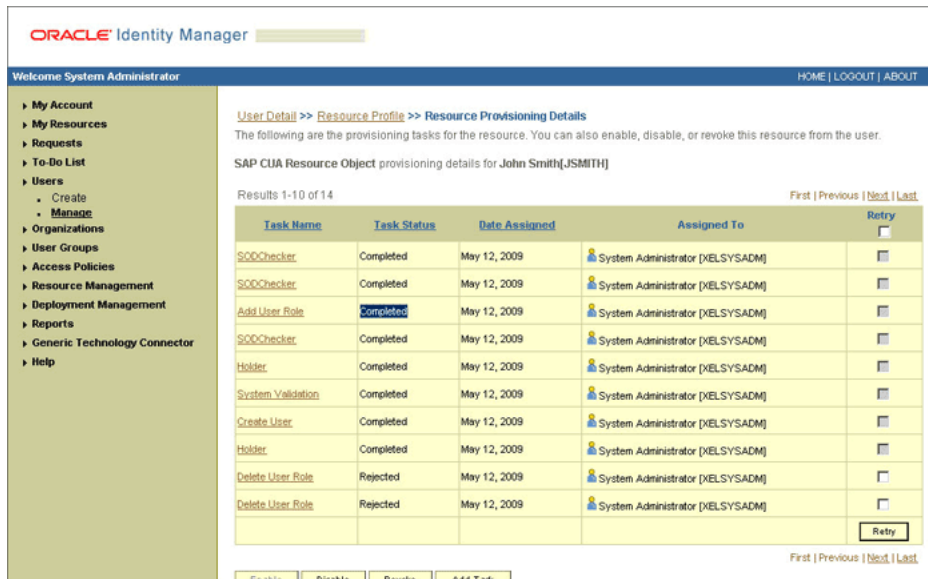 ORACLE Identity Manager
Welcome System Administrator
HOME | LOGOUT | ABOUT
My Account
My Resources
Requests
To-Do List
Users
Create
Manage
Organizations
User Groups
Access Policies
Resource Management
Deployment Management
Reports
Generic Technology Connector
Help
User Detail >> Resource Profile >> Resource Provisioning Details
The following are the provisioning tasks for the resource. You can also enable, disable, or revoke this resource from the user.
SAP CUA Resource Object provisioning details for John Smith[JSMITH]
Results 1-10 of 14
First | Previous | Next | Last
Task Name Task Status Date Assigned Assigned To Retry
SODChecker Completed May 12, 2009 System Administrator [XELSYSADM]
SODChecker Completed May 12, 2009 System Administrator [XELSYSADM]
Add User Role Completed May 12, 2009 System Administrator [XELSYSADM]
SODChecker Completed May 12, 2009 System Administrator [XELSYSADM]
Holder Completed May 12, 2009 System Administrator [XELSYSADM]
System Validation Completed May 12, 2009 System Administrator [XELSYSADM]
Create User Completed May 12, 2009 System Administrator [XELSYSADM]
Holder Completed May 12, 2009 System Administrator [XELSYSADM]
Delete User Role Rejected May 12, 2009 System Administrator [XELSYSADM]
Delete User Role Rejected May 12, 2009 System Administrator [XELSYSADM]
Retry
First | Previous | Next | Last
Enable Disable Revoke Add Task